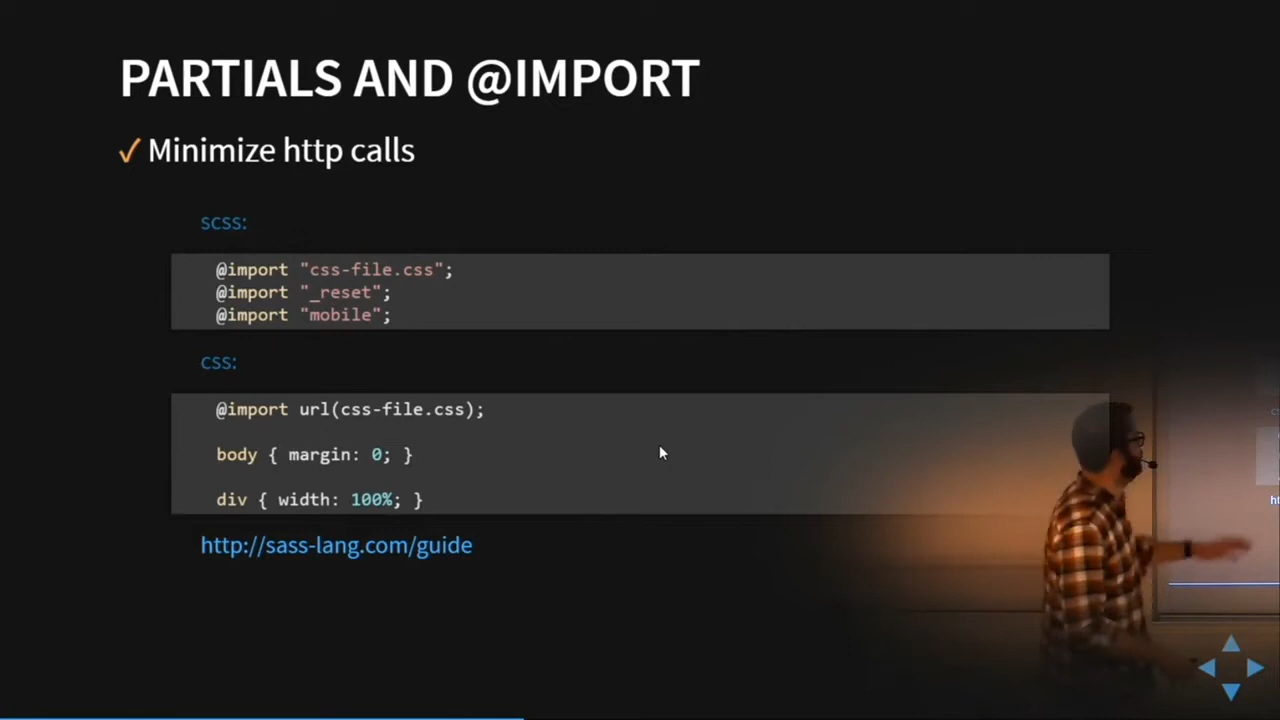 PARTIALS AND @IMPORT
✓ Minimize http calls
scss:
@import "css-file.css";
@import "_reset";
@import "mobile";
css:
@import url(css-file.css);
body { margin: 0; }
div { width: 100%; }
http://sass-lang.com/guide